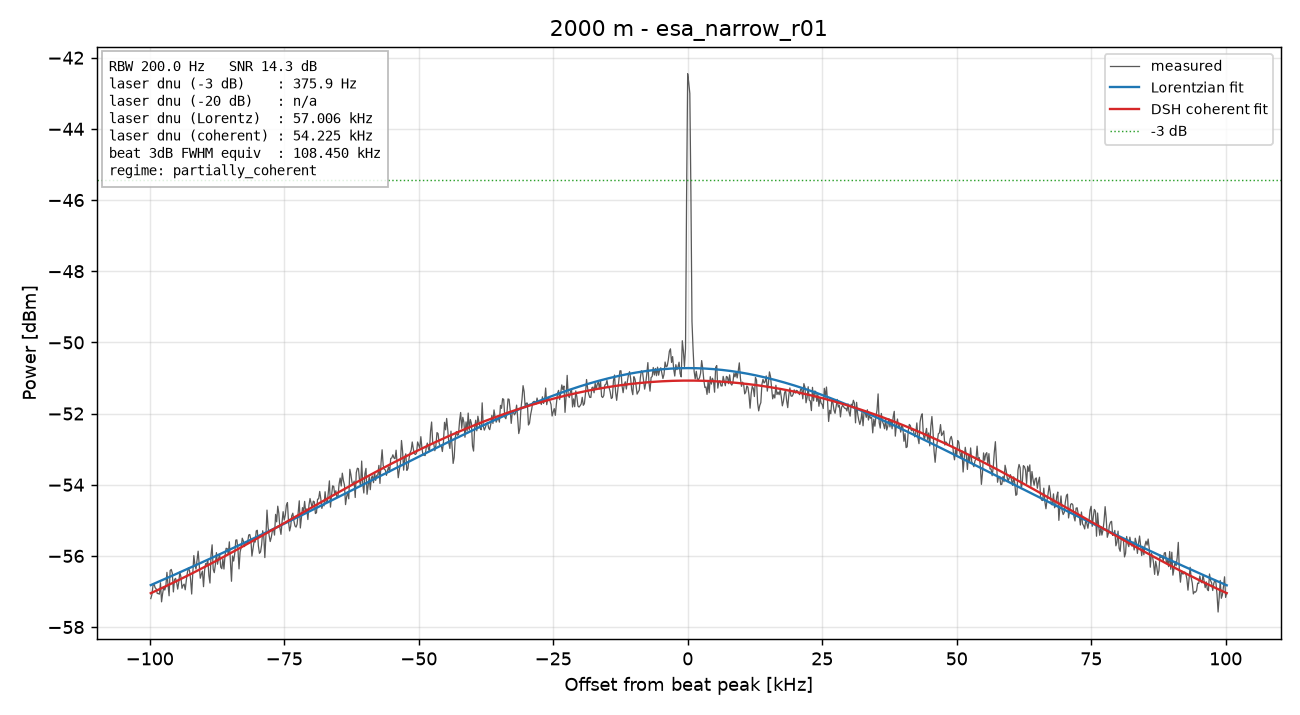 2000 m - esa_narrow_r01
RBW 200.0 Hz   SNR 14.3 dB
laser dnu (-3 dB)    : 375.9 Hz
laser dnu (-20 dB)   : n/a
laser dnu (Lorentz)  : 57.006 kHz
laser dnu (coherent) : 54.225 kHz
beat 3dB FWHM equiv  : 108.450 kHz
regime: partially_coherent
measured
Lorentzian fit
DSH coherent fit
-3 dB
Power [dBm]
−42
−44
−46
−48
−50
−52
−54
−56
−58
−100 −75 −50 −25 0 25 50 75 100
Offset from beat peak [kHz]